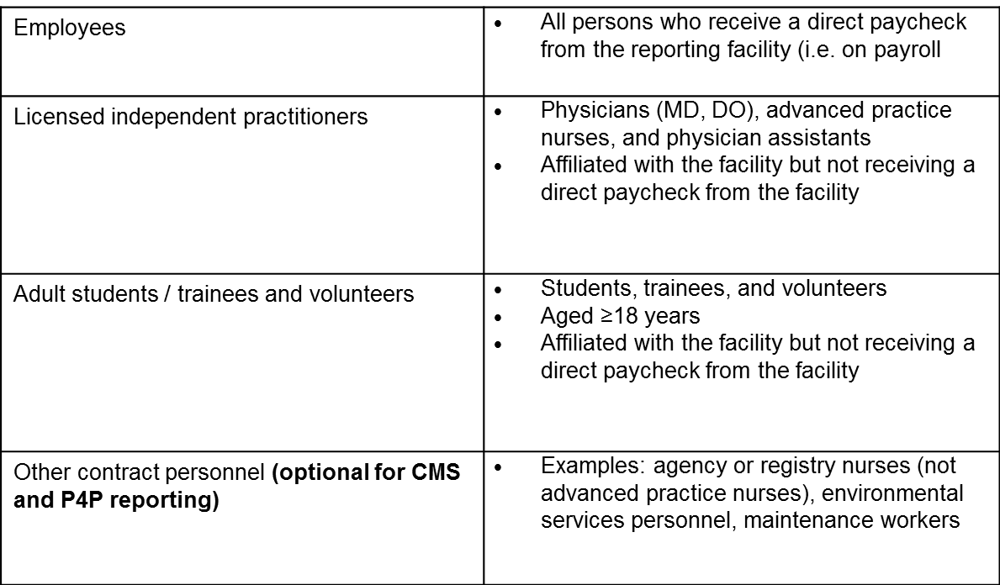 Employees
• All persons who receive a direct paycheck
from the reporting facility (i.e. on payroll
Licensed independent practitioners
• Physicians (MD, DO), advanced practice
nurses, and physician assistants
• Affiliated with the facility but not receiving a
direct paycheck from the facility
Adult students / trainees and volunteers
• Students, trainees, and volunteers
• Aged ≥18 years
• Affiliated with the facility but not receiving a
direct paycheck from the facility
Other contract personnel (optional for CMS
and P4P reporting)
• Examples: agency or registry nurses (not
advanced practice nurses), environmental
services personnel, maintenance workers